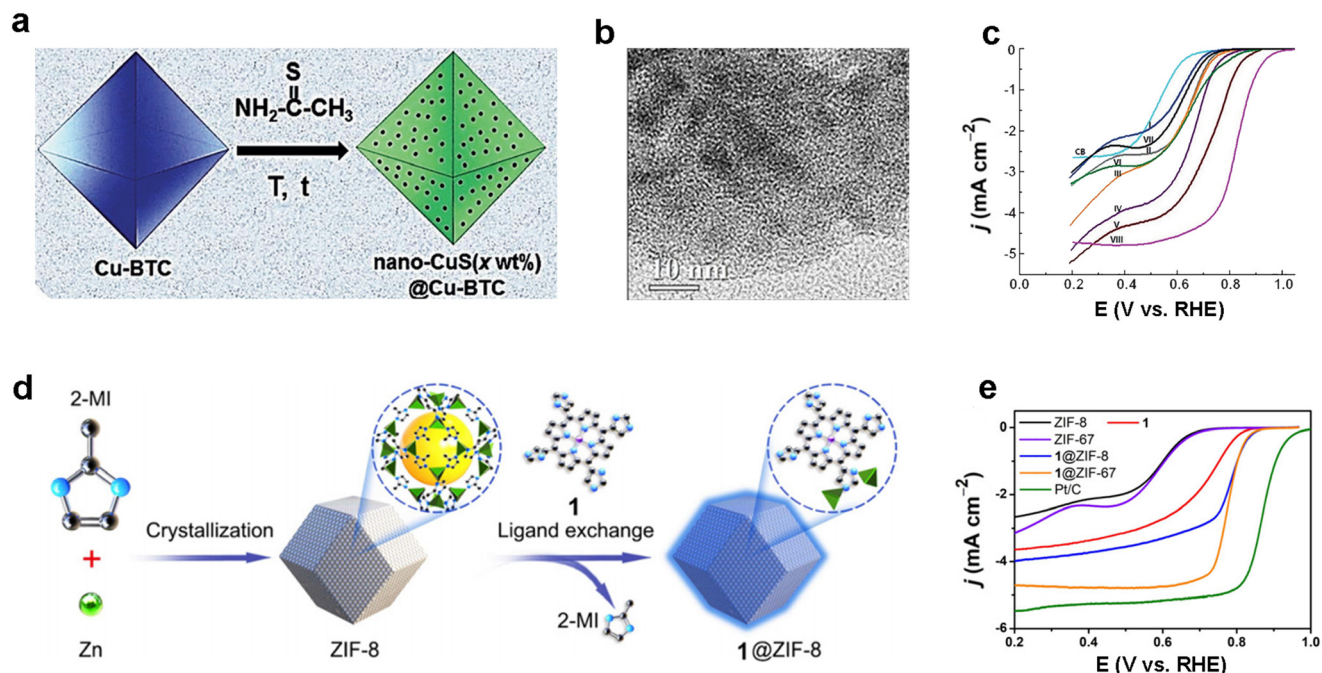 a
S
NH₂-C-CH₃
T, t
Cu-BTC
nano-CuS(x wt%)
@Cu-BTC
b
10 nm
c
0
-1
-2
-3
-4
-5
I
VII
II
CB
VI
III
IV
V
VIII
0.0 0.2 0.4 0.6 0.8 1.0
j (mA cm⁻²)
E (V vs. RHE)
d
2-MI
+
Zn
Crystallization
ZIF-8
1
Ligand exchange
2-MI
1@ZIF-8
e
ZIF-8
1
ZIF-67
1@ZIF-8
1@ZIF-67
Pt/C
0
-2
-4
-6
0.2 0.4 0.6 0.8 1.0
j (mA cm⁻²)
E (V vs. RHE)